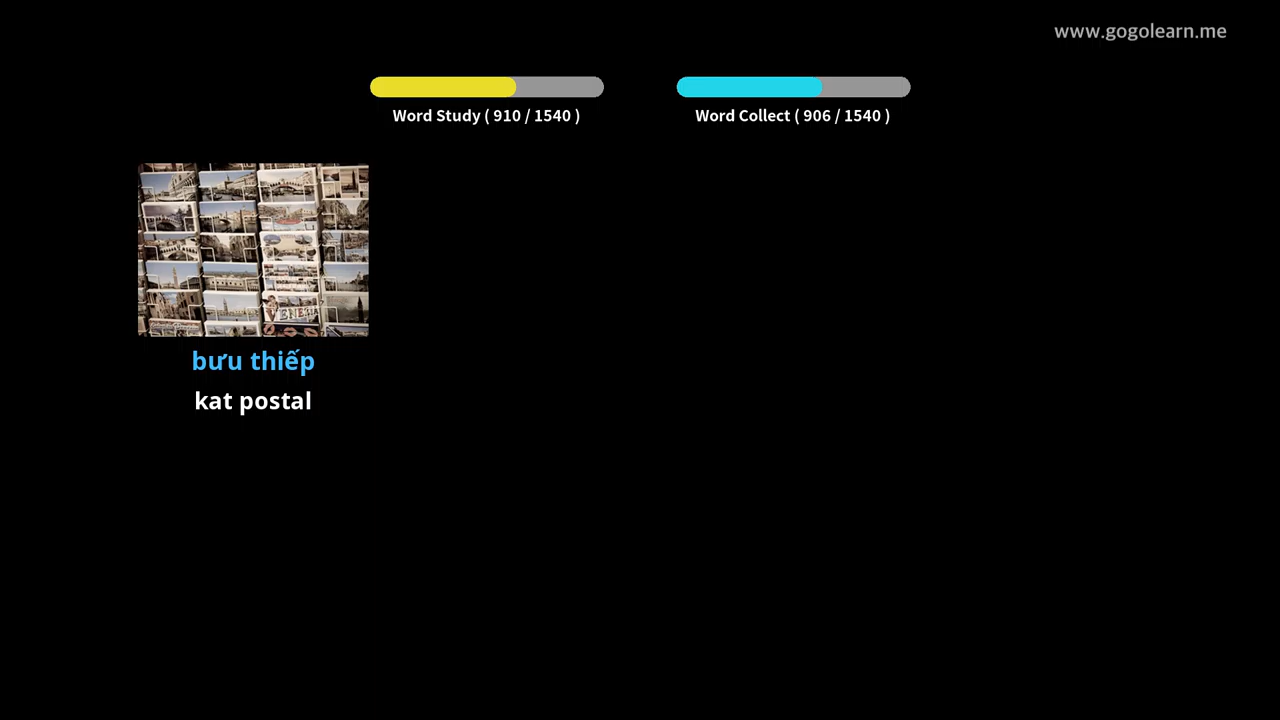 www.gogolearn.me
Word Study ( 910 / 1540 )
Word Collect ( 906 / 1540 )
bưu thiếp
kat postal